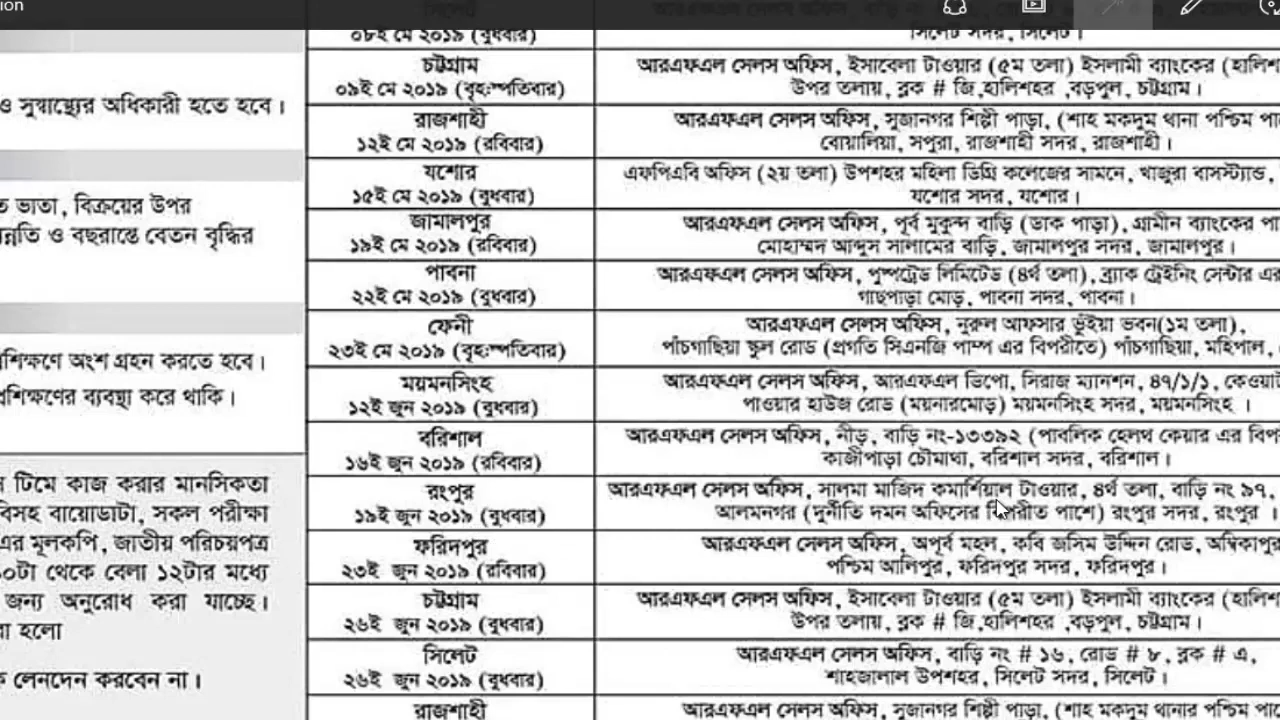 ion
ও সুস্বাস্থ্যের অধিকারী হতে হবে।
ভাতা, বিক্রয়ের উপর
ও বছরান্তে বেতন বৃদ্ধির
অংশ গ্রহন করতে হবে।
ব্যবস্থা করে থাকি।
টিমে কাজ করার মানসিকতা
বায়োডাটা, সকল পরীক্ষা
এর মূলকপি, জাতীয় পরিচয়পত্র
থেকে বেলা ১২টার মধ্যে
জন্য অনুরোধ করা যাচ্ছে।
হলো
লেনদেন করবেন না।
সিলেট
০৮ই মে ২০১৯ (বুধবার)
সিলেট সদর, সিলেট।
চট্টগ্রাম
০৯ই মে ২০১৯ (বৃহস্পতিবার)
আরএফএল সেলস অফিস, ইসাবেলা টাওয়ার (৫ম তলা) ইসলামী ব্যাংকের
উপর তলায়, ব্লক # জি,হালিশহর ,বড়পুল, চট্টগ্রাম।
রাজশাহী
১২ই মে ২০১৯ (রবিবার)
আরএফএল সেলস অফিস, সুজানগর শিল্পী পাড়া, (শাহ মকদুম থানা পশ্চিম
বোয়ালিয়া, সপুরা, রাজশাহী সদর, রাজশাহী।
যশোর
১৫ই মে ২০১৯ (বুধবার)
এফপিএবি অফিস (২য় তলা) উপশহর মহিলা ডিগ্রি কলেজের সামনে, খাজুরা বাসস্ট্যান্ড,
যশোর সদর, যশোর।
জামালপুর
১৯ই মে ২০১৯ (রবিবার)
আরএফএল সেলস অফিস, পূর্ব মুকুন্দ বাড়ি (ডাক পাড়া), গ্রামীন ব্যাংকের
মোহাম্মদ আব্দুস সালামের বাড়ি, জামালপুর সদর, জামালপুর।
পাবনা
২২ই মে ২০১৯ (বুধবার)
আরএফএল সেলস অফিস, পুষ্পট্রেড লিমিটেড (৪র্থ তলা), ব্র্যাক ট্রেইনিং সেন্টার
গাছপাড়া মোড়, পাবনা সদর, পাবনা।
ফেনী
২৩ই মে ২০১৯ (বৃহস্পতিবার)
আরএফএল সেলস অফিস, নুরুল আফসার ভূঁইয়া ভবন(১ম তলা),
পাঁচগাছিয়া স্কুল রোড (প্রগতি সিএনজি পাম্প এর বিপরীতে) পাঁচগাছিয়া, মহিপাল,
ময়মনসিংহ
১২ই জুন ২০১৯ (বুধবার)
আরএফএল সেলস অফিস, আরএফএল ডিপো, সিরাজ ম্যানশন, ৪৭/১/১,
পাওয়ার হাউজ রোড (ময়নারমোড়) ময়মনসিংহ সদর, ময়মনসিংহ ।
বরিশাল
১৬ই জুন ২০১৯ (রবিবার)
আরএফএল সেলস অফিস, নীড়, বাড়ি নং-১৩৩৯২ (পাবলিক হেলথ কেয়ার এর
কাজীপাড়া চৌমাথা, বরিশাল সদর, বরিশাল।
রংপুর
১৯ই জুন ২০১৯ (বুধবার)
আরএফএল সেলস অফিস, সালমা মাজিদ কমার্শিয়াল টাওয়ার, ৪র্থ তলা, বাড়ি নং ৯৭,
আলমনগর (দুর্নীতি দমন অফিসের বিপরীত পাশে) রংপুর সদর, রংপুর ।
ফরিদপুর
২৩ই জুন ২০১৯ (রবিবার)
আরএফএল সেলস অফিস, অপূর্ব মহল, কবি জসিম উদ্দিন রোড,
পশ্চিম আলিপুর, ফরিদপুর সদর, ফরিদপুর।
চট্টগ্রাম
২৬ই জুন ২০১৯ (বুধবার)
আরএফএল সেলস অফিস, ইসাবেলা টাওয়ার (৫ম তলা) ইসলামী ব্যাংকের
উপর তলায়, ব্লক # জি,হালিশহর ,বড়পুল, চট্টগ্রাম।
সিলেট
২৬ই জুন ২০১৯ (বুধবার)
আরএফএল সেলস অফিস, বাড়ি নং # ১৬, রোড # ৮, ব্লক # এ,
শাহজালাল উপশহর, সিলেট সদর, সিলেট।
রাজশাহী
আরএফএল সেলস অফিস, সুজানগর শিল্পী পাড়া, (শাহ মকদুম থানার পশ্চিম